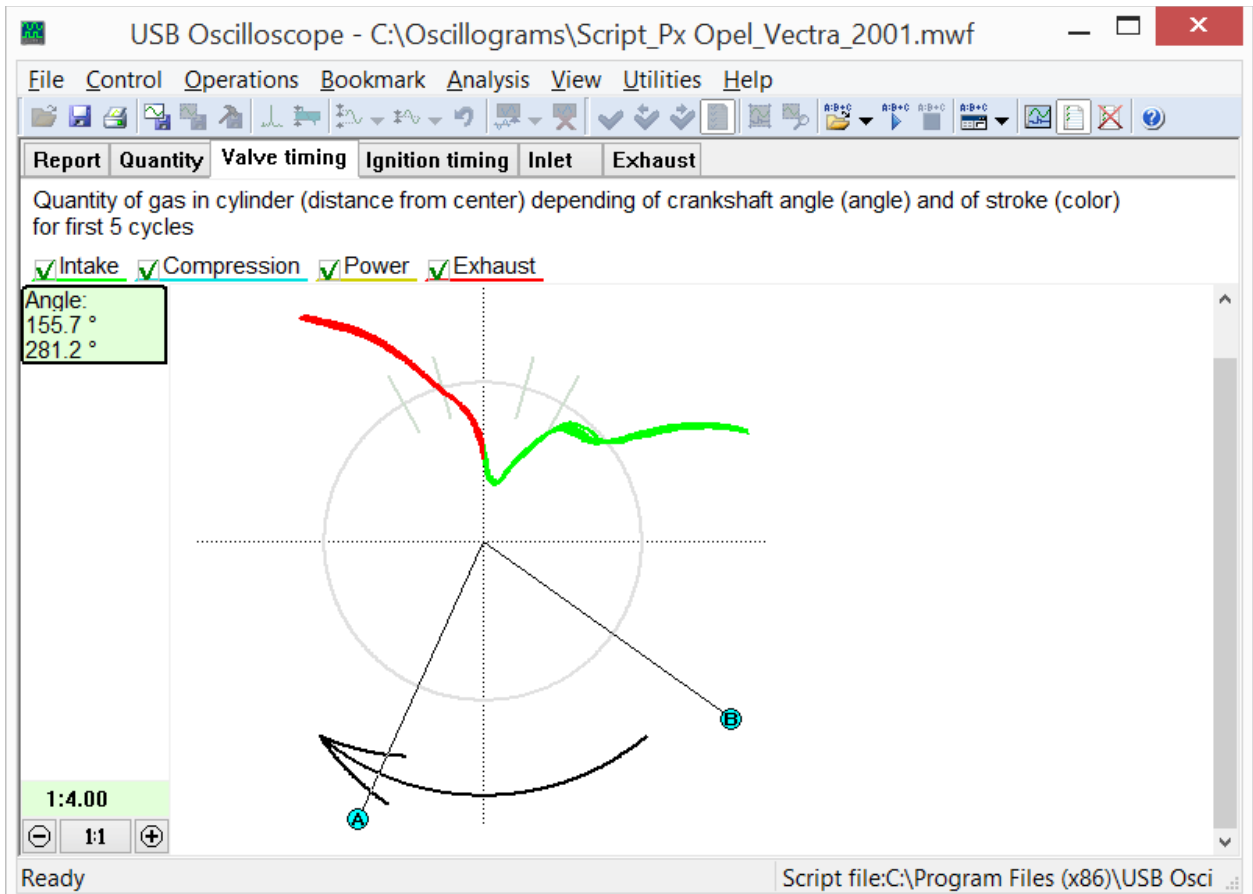 USB Oscilloscope - C:\Oscillograms\Script_Px Opel_Vectra_2001.mwf
File Control Operations Bookmark Analysis View Utilities Help
A:B+C A:B+C A:B+C A:B+C
Report Quantity Valve timing Ignition timing Inlet Exhaust
Quantity of gas in cylinder (distance from center) depending of crankshaft angle (angle) and of stroke (color)
for first 5 cycles
Intake Compression Power Exhaust
Angle:
155.7 °
281.2 °
B
A
1:4.00
1:1
Ready Script file:C:\Program Files (x86)\USB Osci